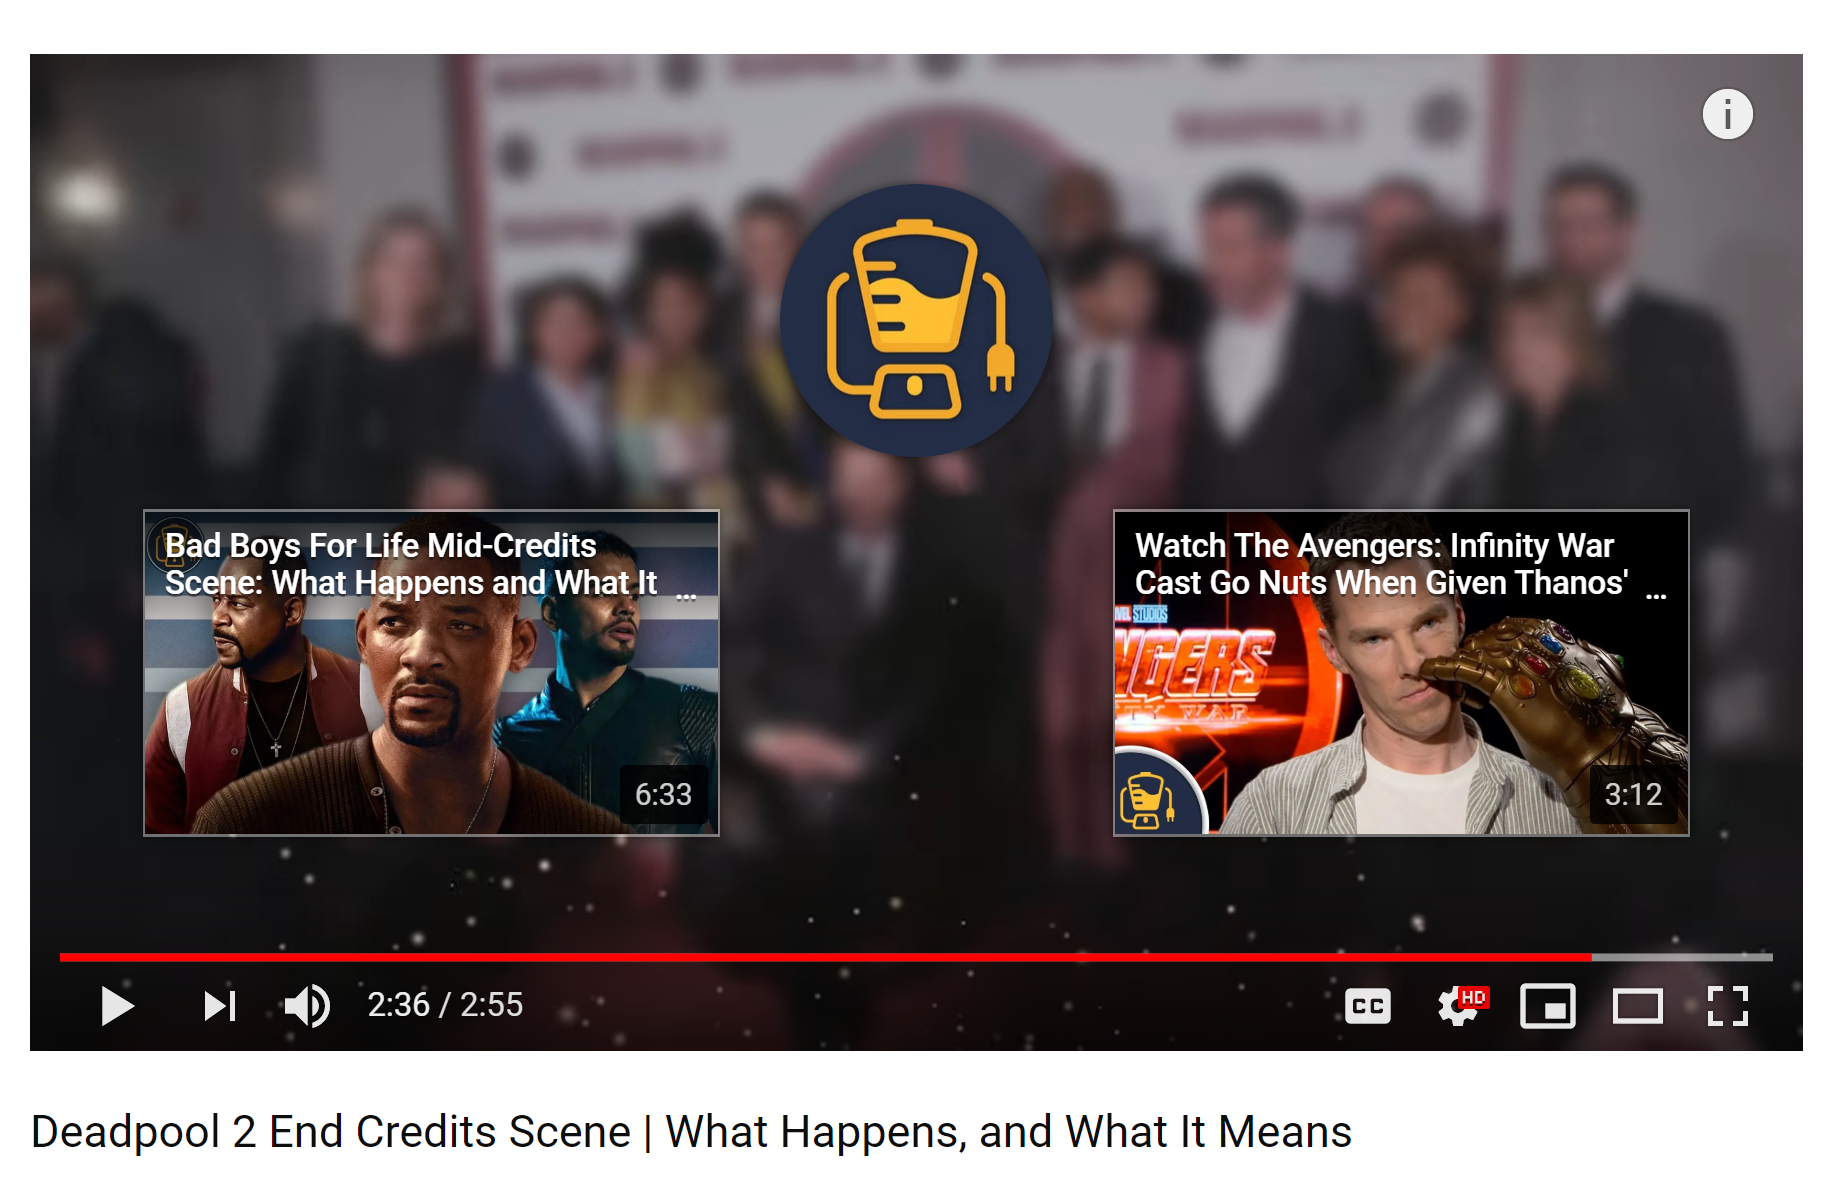 i
Bad Boys For Life Mid-Credits
Scene: What Happens and What It ...
6:33
Watch The Avengers: Infinity War
Cast Go Nuts When Given Thanos' ...
STUDIOS
3:12
2:36 / 2:55
CC
HD
Deadpool 2 End Credits Scene | What Happens, and What It Means